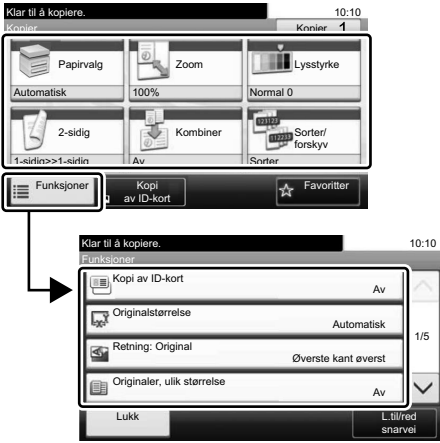 Klar til å kopiere.
10:10
Kopier
Kopier 1
Papirvalg
Zoom
Lysstyrke
Automatisk
100%
Normal 0
2-sidig
Kombiner
Sorter/
forskyv
1-sidig>>1-sidig
Av
Sorter
Funksjoner
Kopi
av ID-kort
Favoritter
Klar til å kopiere.
10:10
Funksjoner
Kopi av ID-kort
Av
Originalstørrelse
Automatisk
1/5
Retning: Original
Øverste kant øverst
Originaler, ulik størrelse
Av
Lukk
L.til/red
snarvei